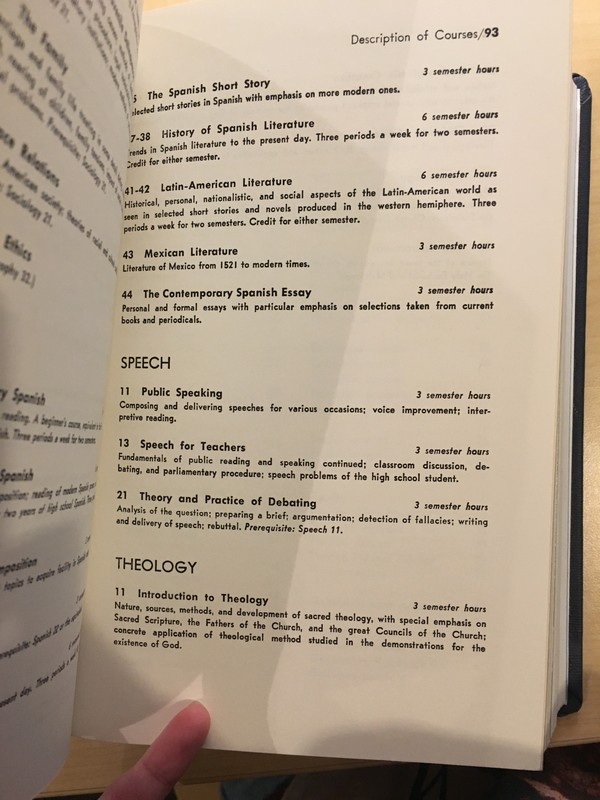 The Family
Ethics
Description of Courses/93
The Spanish Short Story 3 semester hours
selected short stories in Spanish with emphasis on more modern ones.
7-38 History of Spanish Literature 6 semester hours
Trends in Spanish literature to the present day. Three periods a week for two semesters.
Credit for either semester.
41-42 Latin-American Literature 6 semester hours
Historical, personal, nationalistic, and social aspects of the Latin-American world as
seen in selected short stories and novels produced in the western hemisphere. Three
periods a week for two semesters. Credit for either semester.
43 Mexican Literature 3 semester hours
Literature of Mexico from 1521 to modern times.
44 The Contemporary Spanish Essay 3 semester hours
Personal and formal essays with particular emphasis on selections taken from current
books and periodicals.
SPEECH
11 Public Speaking 3 semester hours
Composing and delivering speeches for various occasions; voice improvement; inter-
pretive reading.
13 Speech for Teachers 3 semester hours
Fundamentals of public reading and speaking continued; classroom discussion, de-
bating, and parliamentary procedure; speech problems of the high school student.
21 Theory and Practice of Debating 3 semester hours
Analysis of the question; preparing a brief; argumentation; detection of fallacies; writing
and delivery of speech; rebuttal. Prerequisite: Speech 11.
THEOLOGY
11 Introduction to Theology 3 semester hours
Nature, sources, methods, and development of sacred theology, with special emphasis on
Sacred Scripture, the Fathers of the Church, and the great Councils of the Church;
concrete application of theological method studied in the demonstrations for the
existence of God.